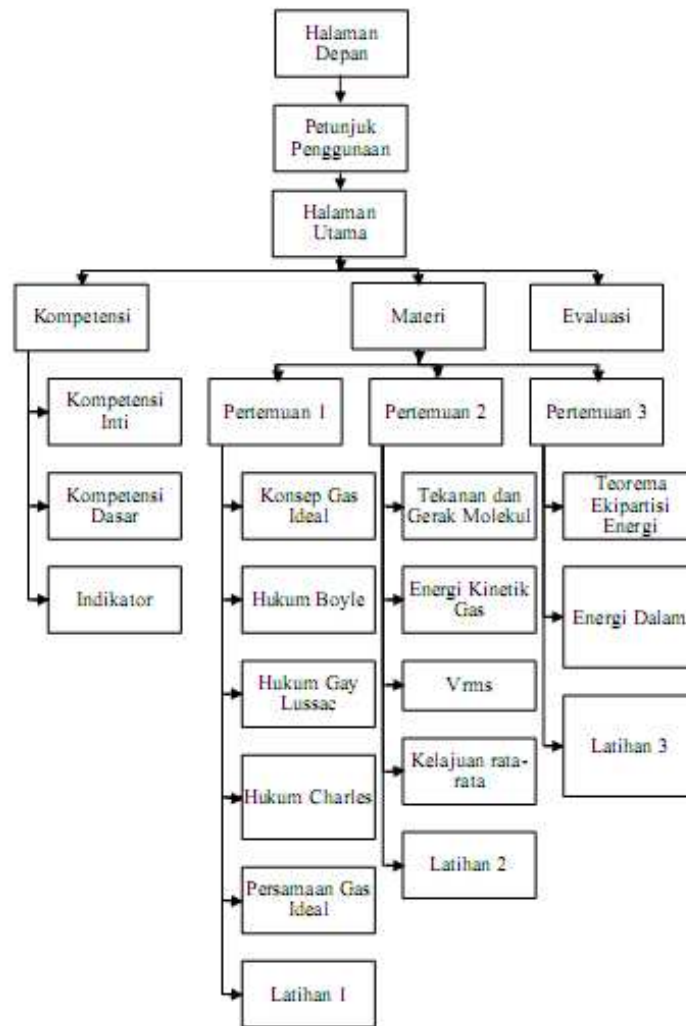 Halaman
Depan
Petunjuk
Penggunaan
Halaman
Utama
Kompetensi
Materi
Evaluasi
Kompetensi
Inti
Kompetensi
Dasar
Indikator
Pertemuan 1
Pertemuan 2
Pertemuan 3
Konsep Gas
Ideal
Hukum Boyle
Hukum Gay
Lussac
Hukum Charles
Persamaan Gas
Ideal
Latihan 1
Tekanan dan
Gerak Molekul
Energi Kinetik
Gas
Vrms
Kelajuan rata-
rata
Latihan 2
Teorema
Ekipartisi
Energi
Energi Dalam
Latihan 3